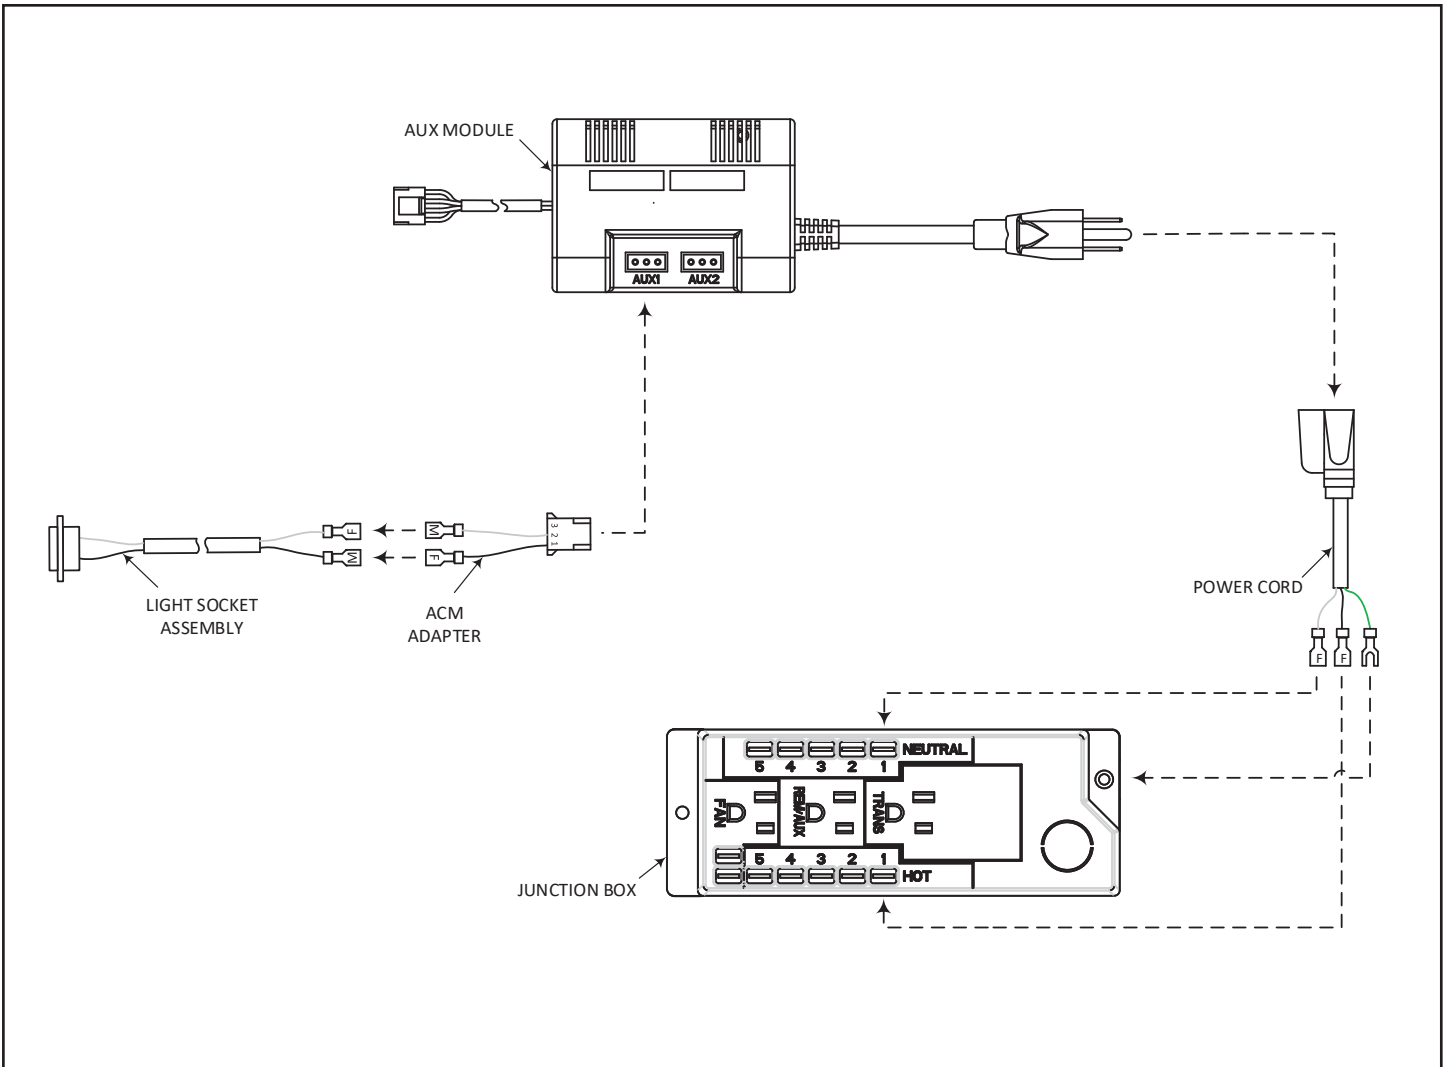 AUX MODULE
AUX1 AUX2
F M
M F
3 2 1
LIGHT SOCKET
ASSEMBLY
ACM
ADAPTER
POWER CORD
F F
NEUTRAL
5 4 3 2 1
FAN
REM/AUX
TRANS
5 4 3 2 1
HOT
JUNCTION BOX